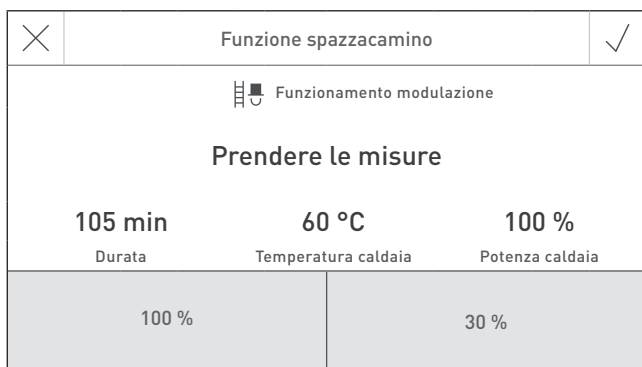 Funzione spazzacamino
Funzionamento modulazione
Prendere le misure
105 min 60 °C 100 %
Durata Temperatura caldaia Potenza caldaia
100 % 30 %